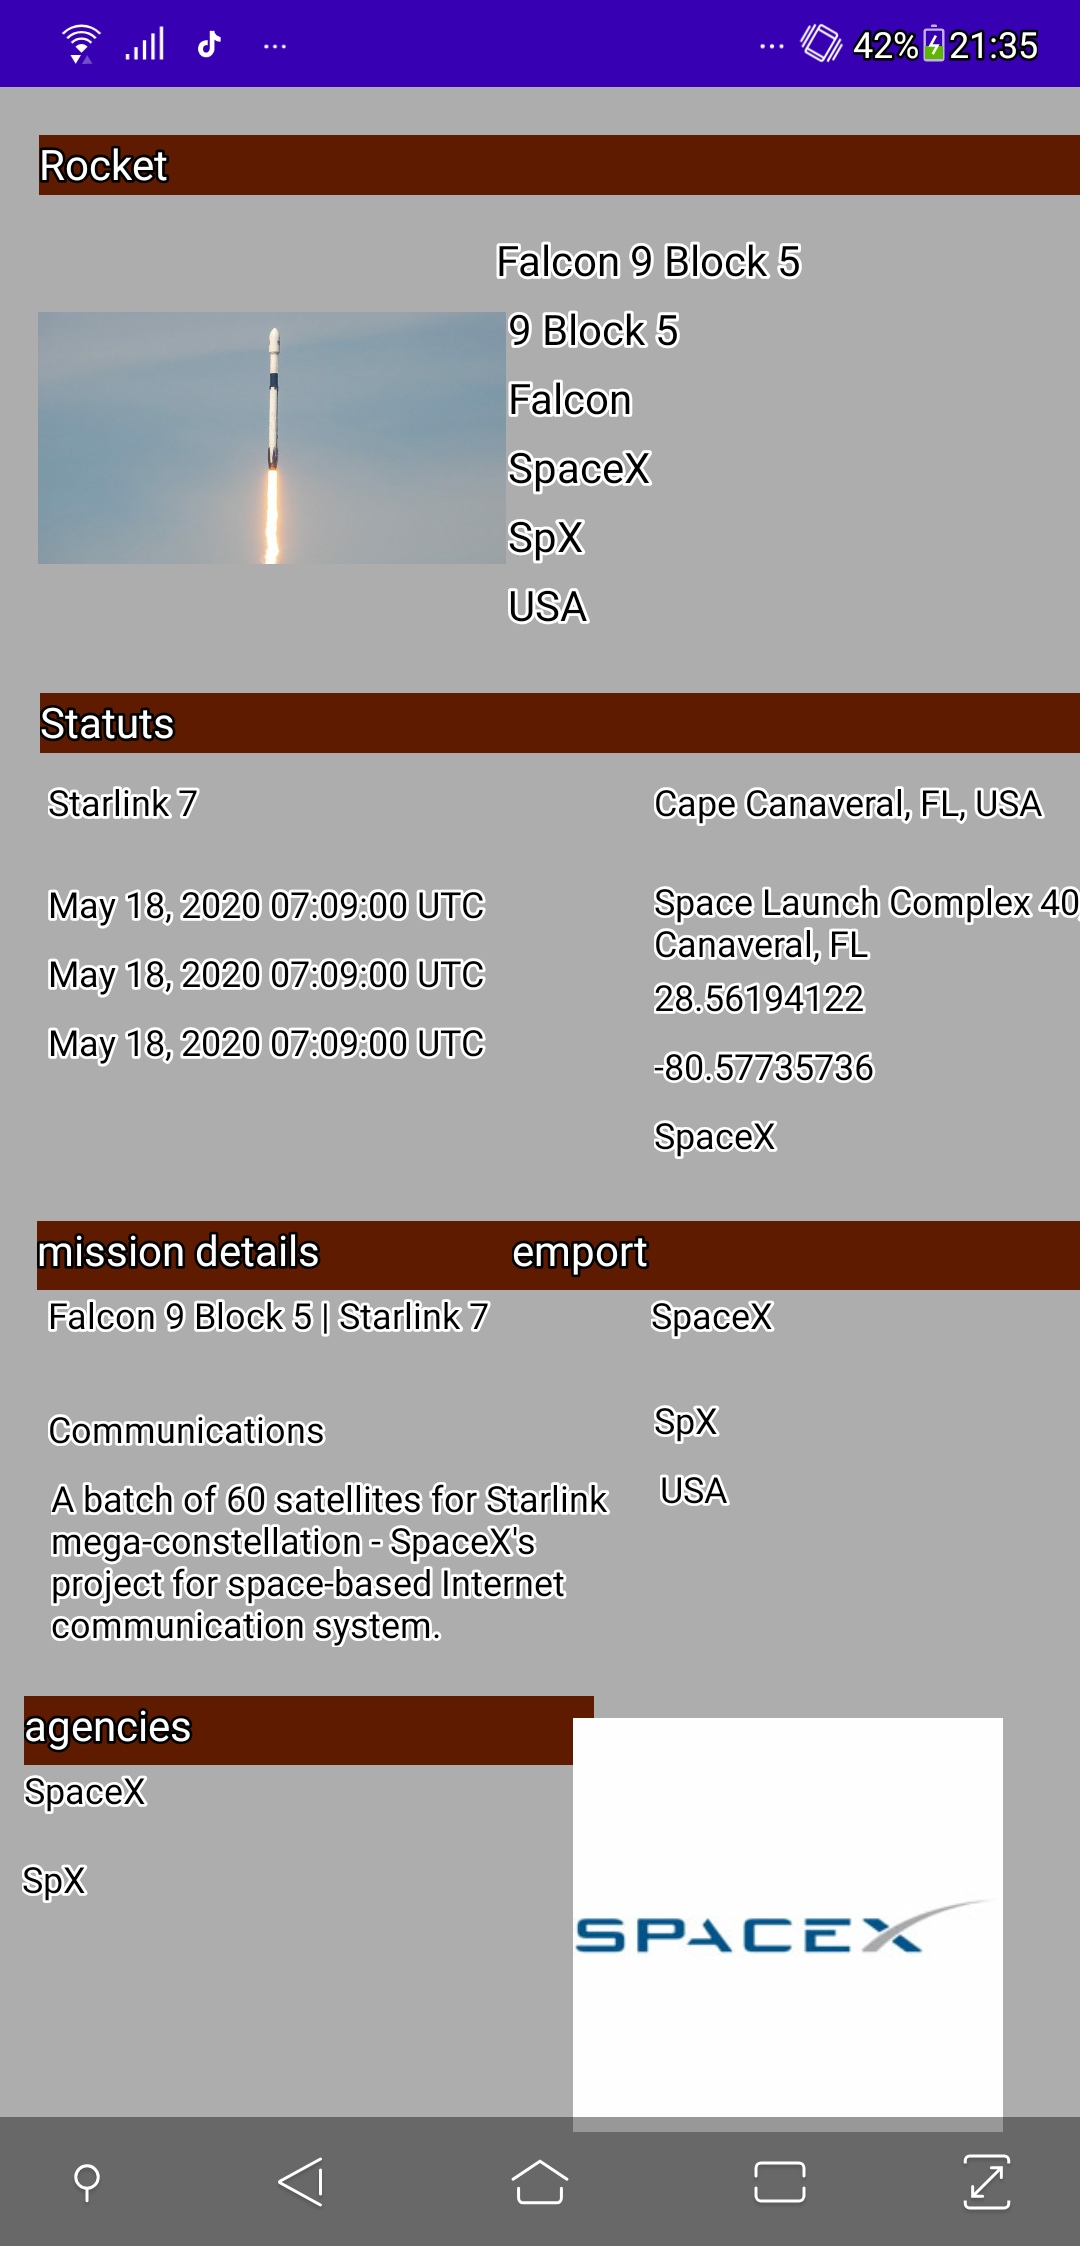 42% 21:35
Rocket
Falcon 9 Block 5
9 Block 5
Falcon
SpaceX
SpX
USA
Statuts
Starlink 7
Cape Canaveral, FL, USA
May 18, 2020 07:09:00 UTC
Space Launch Complex 40,
Canaveral, FL
May 18, 2020 07:09:00 UTC
28.56194122
May 18, 2020 07:09:00 UTC
-80.57735736
SpaceX
mission details
emport
Falcon 9 Block 5 | Starlink 7
SpaceX
Communications
SpX
USA
A batch of 60 satellites for Starlink
mega-constellation - SpaceX's
project for space-based Internet
communication system.
agencies
SpaceX
SpX
SPACEX